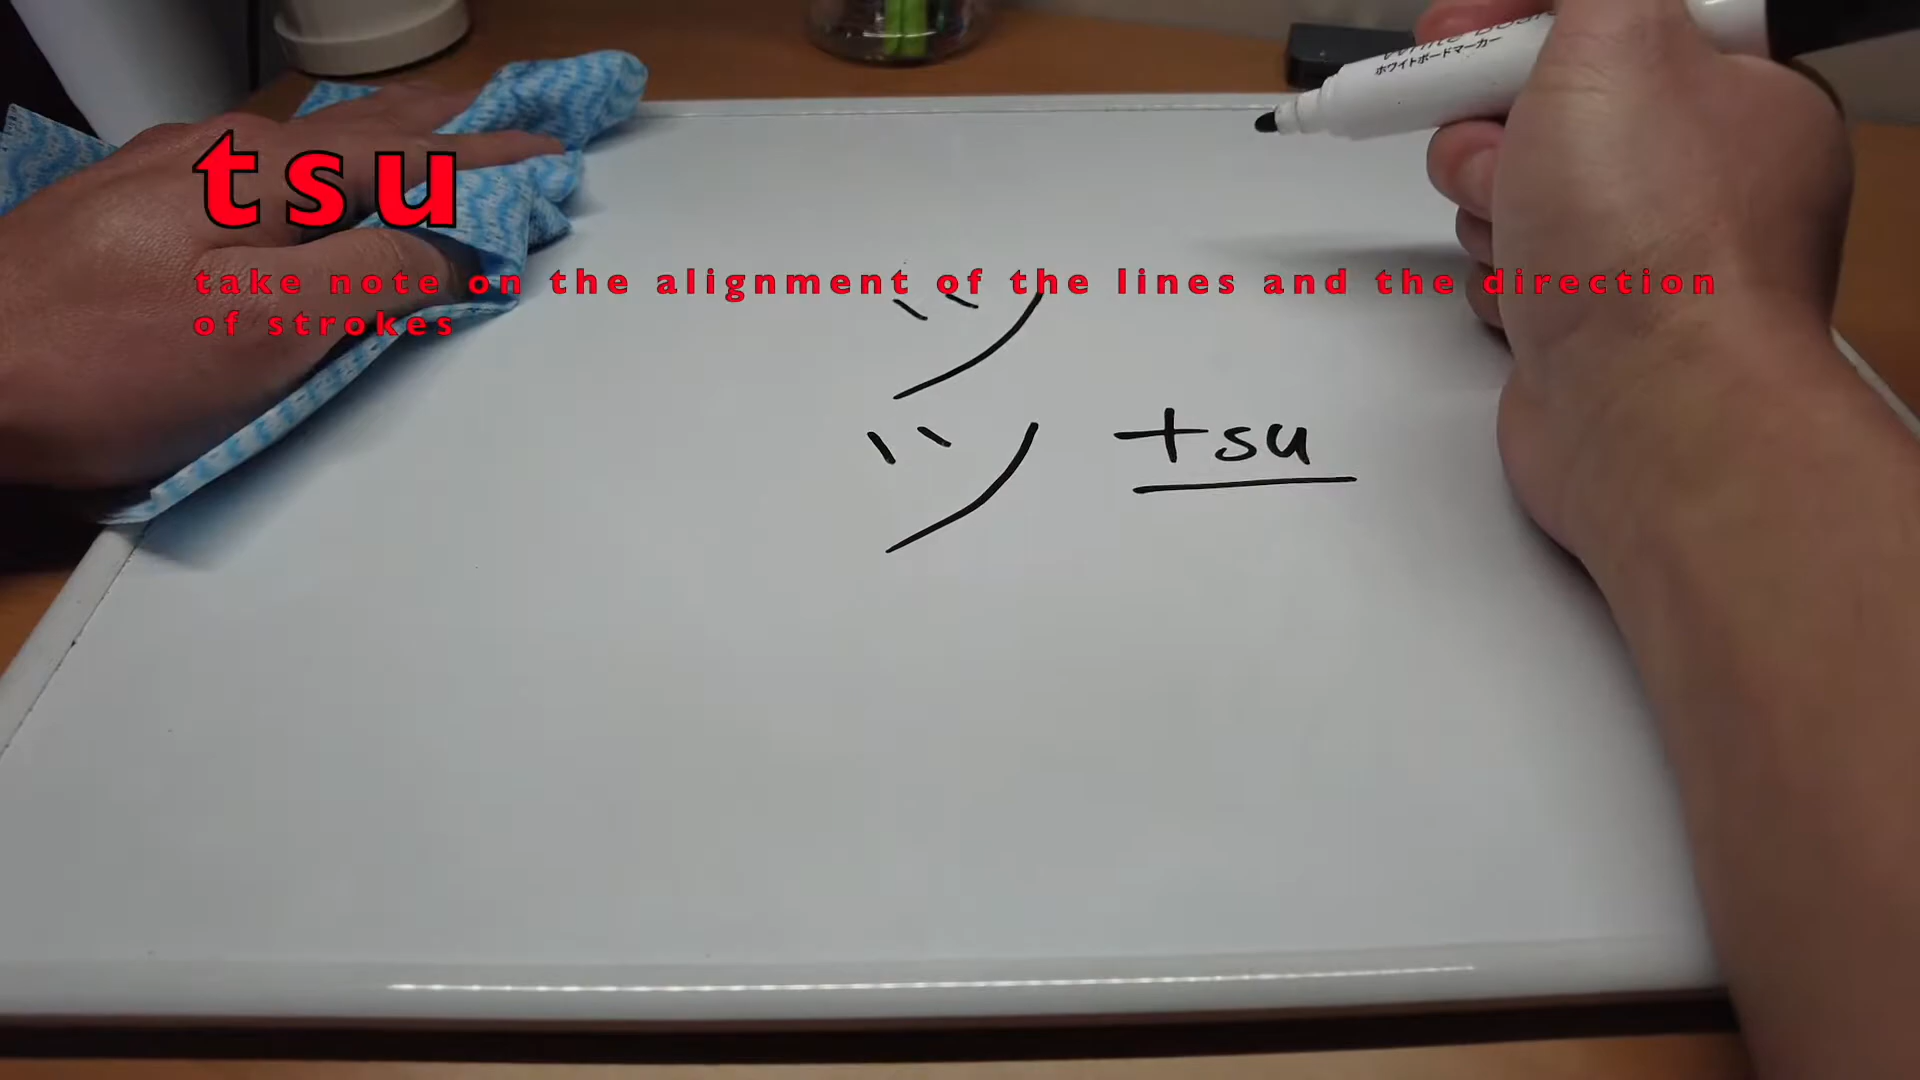 ホワイトボードマーカー
tsu
take note on the alignment of the lines and the direction
of strokes
ツ
ツ tsu